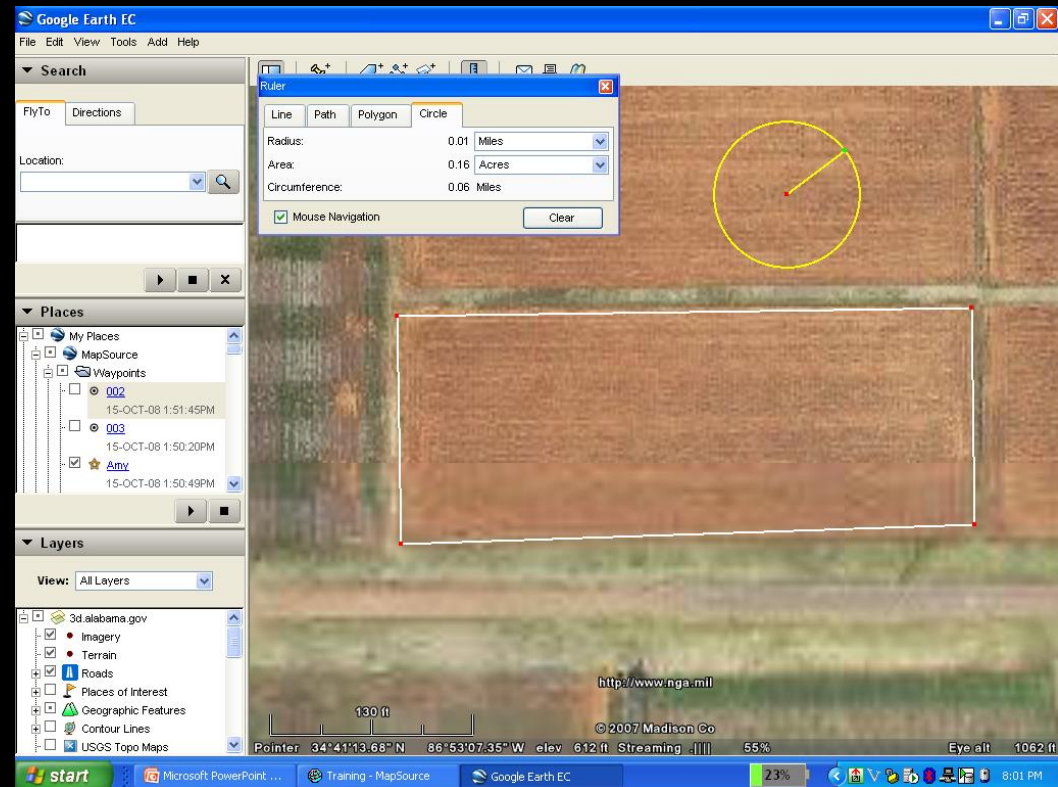 Google Earth EC
File Edit View Tools Add Help
Search
FlyTo Directions
Location:
Places
My Places
MapSource
Waypoints
002
15-OCT-08 1:51:45PM
003
15-OCT-08 1:50:20PM
Amy
15-OCT-08 1:50:49PM
Layers
View: All Layers
3d.alabama.gov
Imagery
Terrain
Roads
Places of Interest
Geographic Features
Contour Lines
USGS Topo Maps
Ruler
Line Path Polygon Circle
Radius: 0.01 Miles
Area: 0.16 Acres
Circumference: 0.06 Miles
Mouse Navigation Clear
http://www.nga.mil
130 ft
© 2007 Madison Co
Pointer 34°41'13.68" N 86°53'07.35" W elev 612 ft Streaming 55% Eye alt 1062 ft
start Microsoft PowerPoint ... Training - MapSource Google Earth EC 23% 8:01 PM